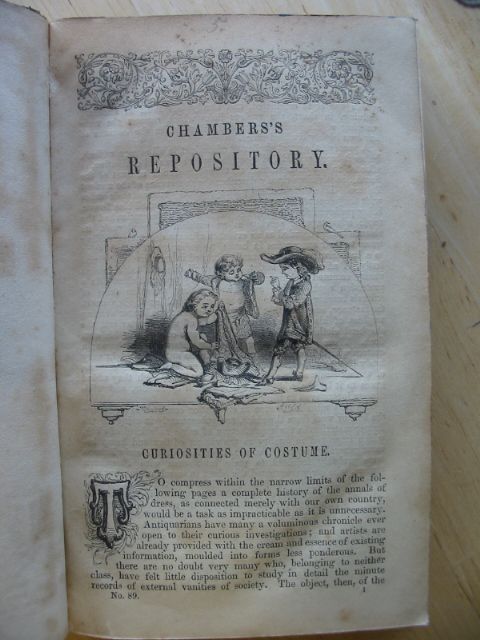 CHAMBERS'S
REPOSITORY.
CURIOSITIES OF COSTUME.
TO compress within the narrow limits of the fol-
lowing pages a complete history of the annals of
dress, as connected merely with our own country,
would be a task as impracticable as it is unnecessary.
Antiquarians have many a voluminous chronicle ever
open to their curious investigations; and artists are
already provided with the cream and essence of existing
information, moulded into forms less ponderous. But
there are no doubt very many who, belonging to neither
class, have felt little disposition to study in detail the minute
records of external vanities of society. The object, then, of the
No. 89.
1